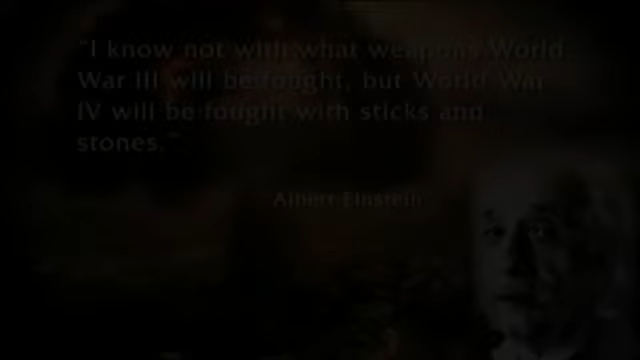 "I know not with what weapons World
War III will be fought, but World War
IV will be fought with sticks and
stones."
Albert Einstein